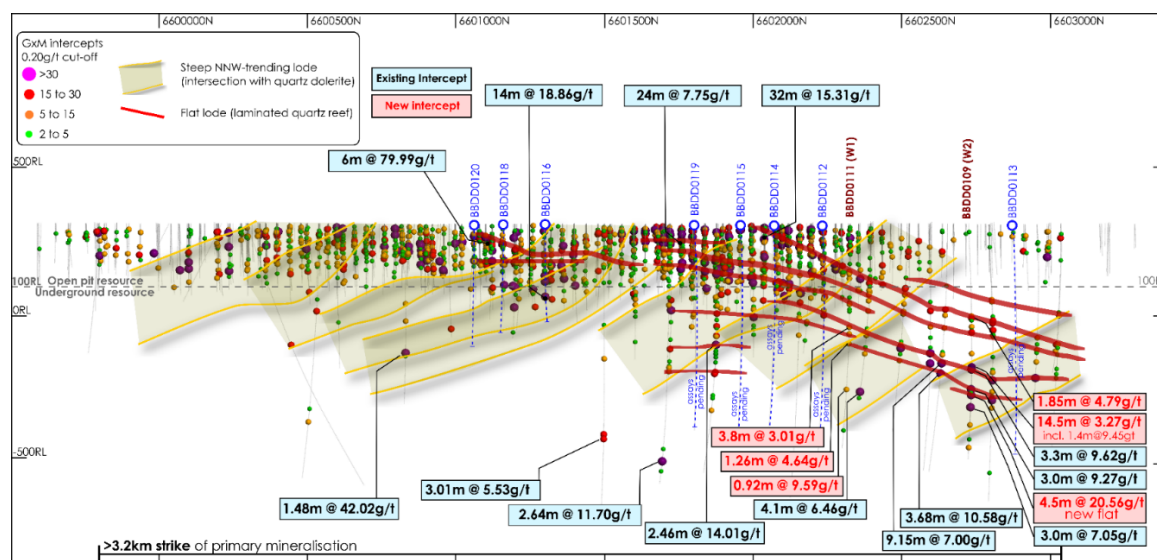 6600000N
6600500N
6601000N
6601500N
6602000N
6602500N
6603000N
GxM intercepts
0.20g/t cut-off
>30
15 to 30
5 to 15
2 to 5
Steep NNW-trending lode
(intersection with quartz dolerite)
Flat lode (laminated quartz reef)
Existing Intercept
New intercept
14m @ 18.86g/t
24m @ 7.75g/t
32m @ 15.31g/t
6m @ 79.99g/t
500RL
BBDD0120
BBDD0118
BBDD0116
BBDD0119
BBDD0115
BBDD0114
BBDD0112
BBDD0111 (W1)
BBDD0109 (W2)
BBDD0113
Open pit resource
100RL
Underground resource
100R
0RL
assays
pending
assays
pending
assays
pending
assays
pending
assays
pending
-500RL
3.8m @ 3.01g/t
1.26m @ 4.64g/t
0.92m @ 9.59g/t
4.1m @ 6.46g/t
1.85m @ 4.79g/t
14.5m @ 3.27g/t
incl. 1.4m@9.45gt
3.3m @ 9.62g/t
3.0m @ 9.27g/t
4.5m @ 20.56g/t
new flat
3.0m @ 7.05g/t
3.68m @ 10.58g/t
9.15m @ 7.00g/t
1.48m @ 42.02g/t
3.01m @ 5.53g/t
2.64m @ 11.70g/t
2.46m @ 14.01g/t
>3.2km strike of primary mineralisation